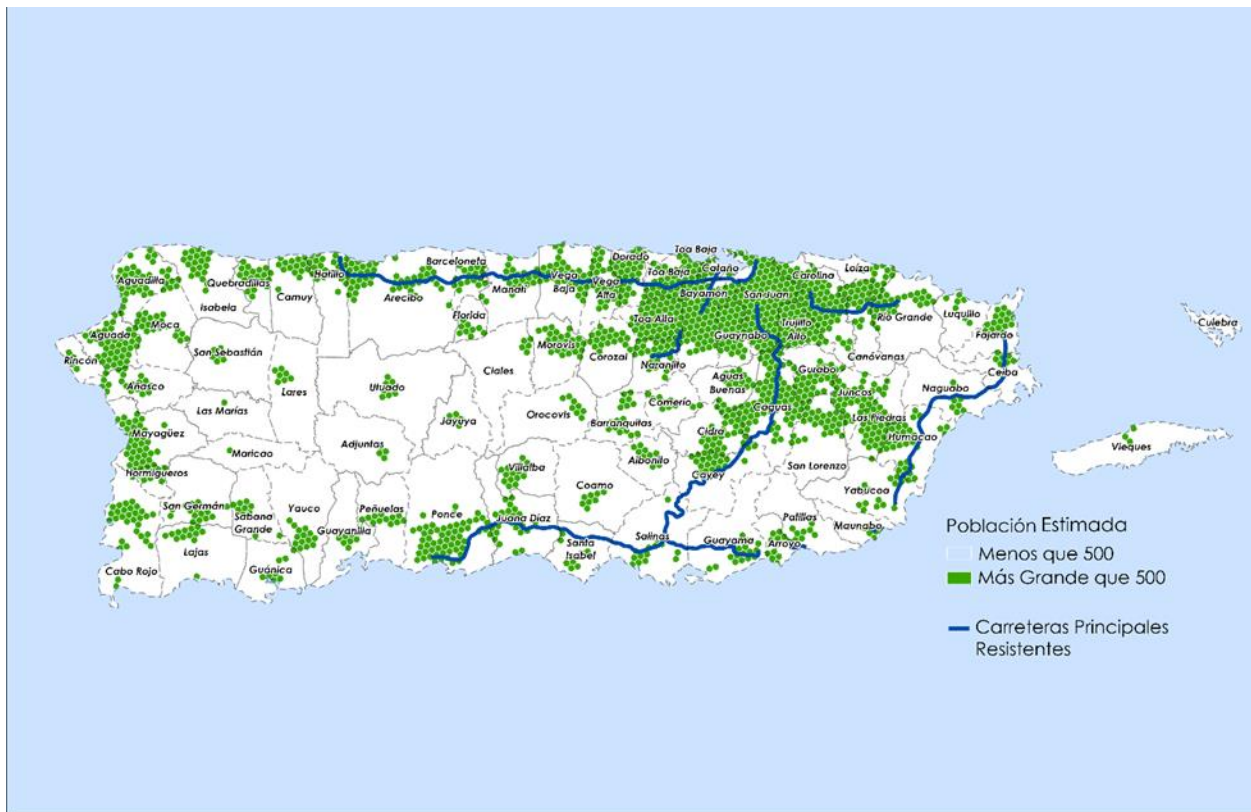 Toa Baja
Dorado
Barceloneta
Hatillo
Vega
Baja
Vega
Alta
Toa Baja
Cataño
Carolina
Loíza
Aguadilla
Quebradillas
Camuy
Arecibo
Manatí
Bayamón
San Juan
Isabela
Florida
Toa Alta
Río Grande
Luquillo
Culebra
Moca
Aguada
Trujillo
Alto
Fajardo
Rincón
San Sebastián
Morovis
Corozal
Guaynabo
Naranjito
Canóvanas
Ciales
Ceiba
Añasco
Lares
Utuado
Aguas
Buenas
Gurabo
Juncos
Naguabo
Las Marías
Orocovis
Comerío
Caguas
Las Piedras
Jayuya
Barranquitas
Mayagüez
Cidra
Humacao
Adjuntas
Maricao
Aibonito
Vieques
Hormigueros
Villalba
San Lorenzo
Cayey
Coamo
Yabucoa
San Germán
Sabana
Grande
Yauco
Peñuelas
Ponce
Juana Díaz
Patillas
Maunabo
Guayanilla
Salinas
Guayama
Arroyo
Santa
Isabel
Lajas
Cabo Rojo
Guánica
Población Estimada
Menos que 500
Más Grande que 500
Carreteras Principales
Resistentes